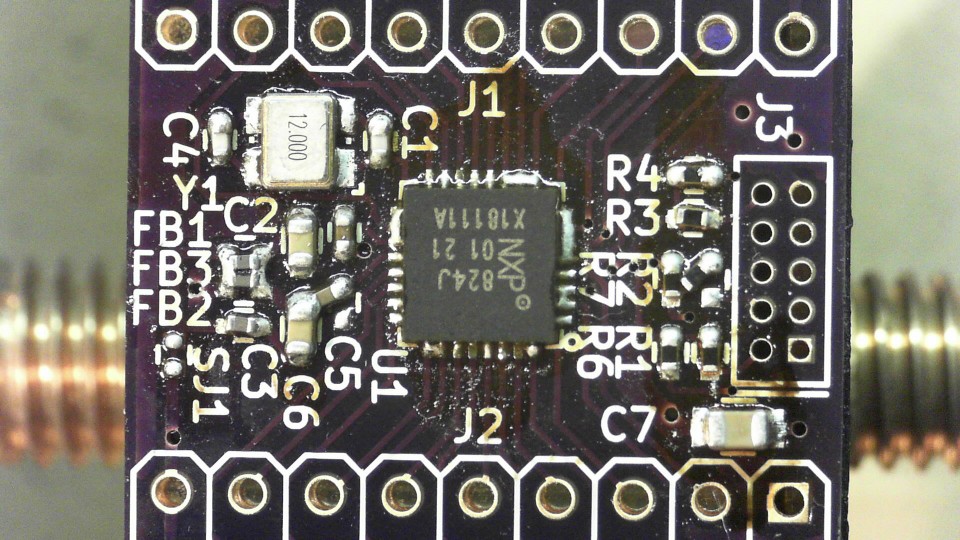 J1
J3
C4
12.000
C1
Y1
C2
R4
R3
FB1
FB3
FB2
NXP
824J
01 21
X18111A
R7
R2
R6
R1
SJ1
C3
C6
C5
U1
J2
C7